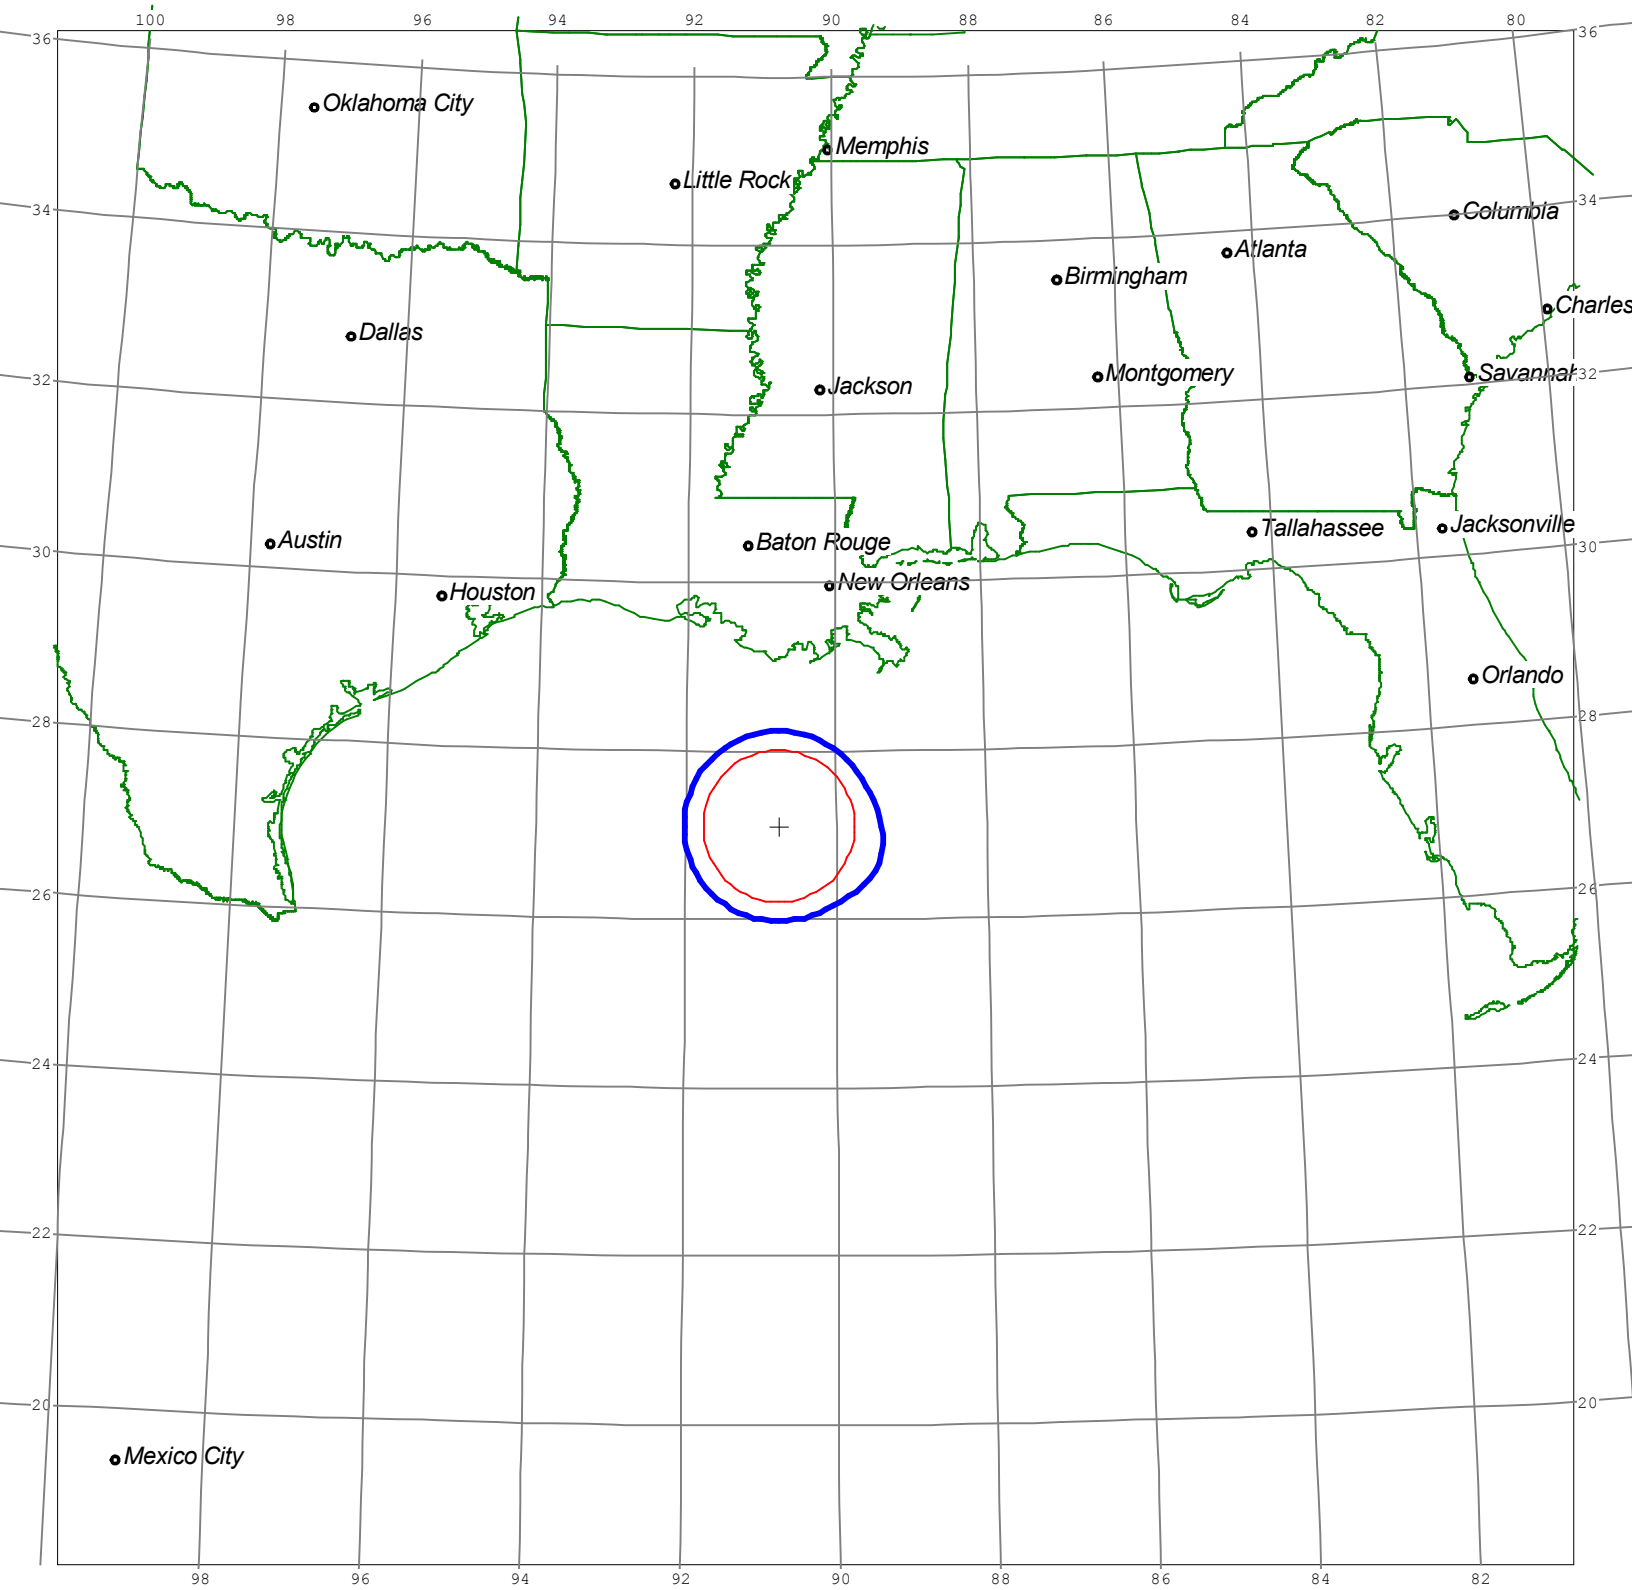 100 98 96 94 92 90 88 86 84 82 80
36 36
Oklahoma City
Memphis
Little Rock
34 34
Columbia
Atlanta
Birmingham
Charles
Dallas
32 32
Montgomery
Savannah
Jackson
Jacksonville
Tallahassee
Austin
Baton Rouge
30 30
New Orleans
Houston
Orlando
28 28
26 26
24 24
22 22
20 20
Mexico City
98 96 94 92 90 88 86 84 82